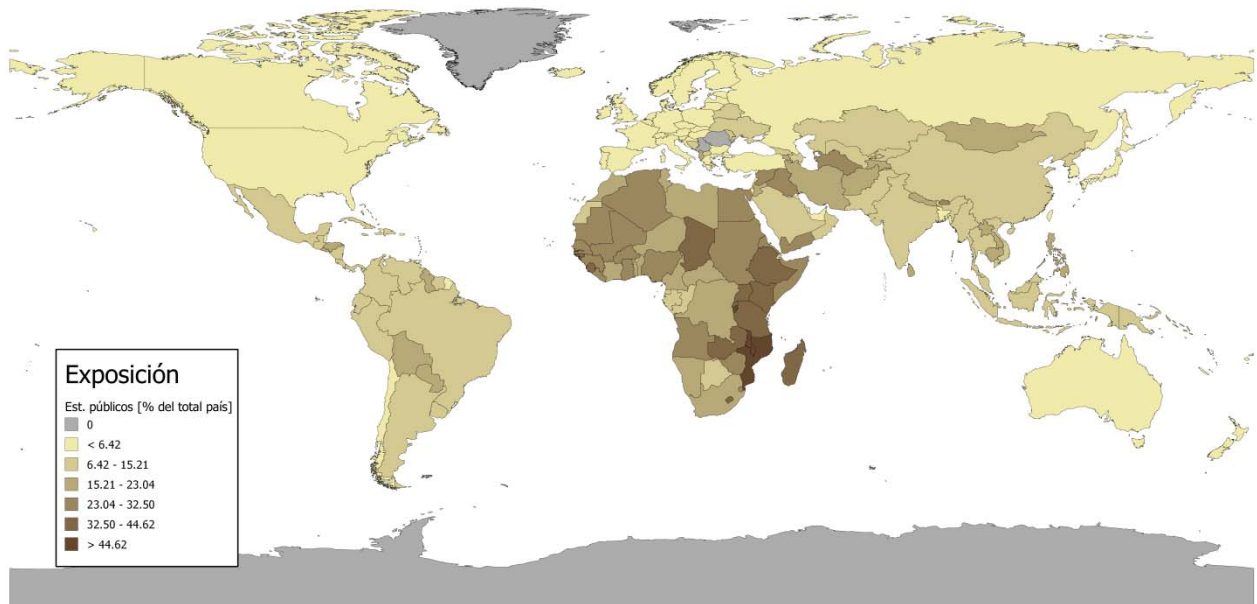 Exposición
Est. públicos [% del total país]
0
< 6.42
6.42 - 15.21
15.21 - 23.04
23.04 - 32.50
32.50 - 44.62
> 44.62